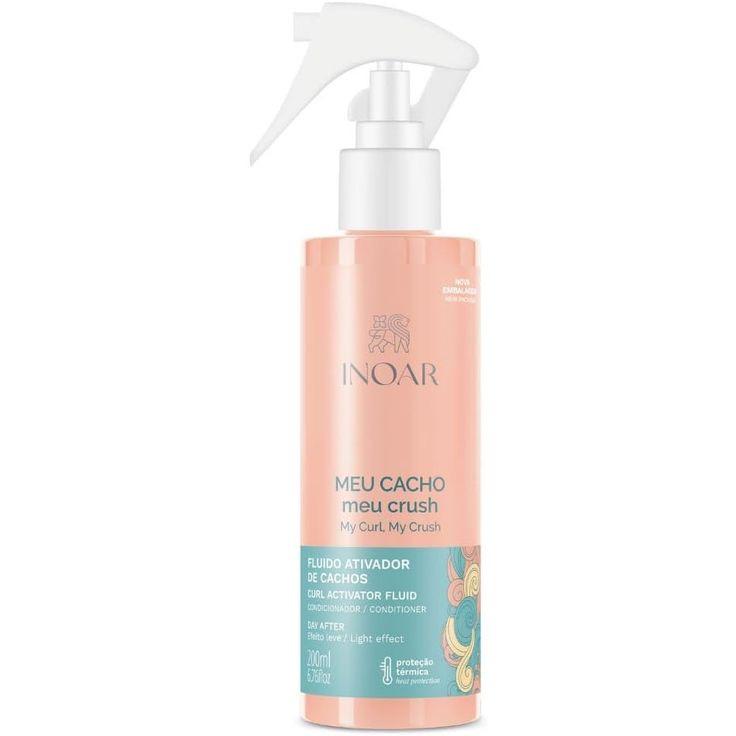 NOVA
EMBALAGEM
NEW PACKAGE
INOAR
MEU CACHO
meu crush
My Curl, My Crush
FLUIDO ATIVADOR
DE CACHOS
CURL ACTIVATOR FLUID
CONDICIONADOR / CONDITIONER
DAY AFTER
Efeito leve / Light effect
200ml
6.76fl.oz
proteção
térmica
heat protection